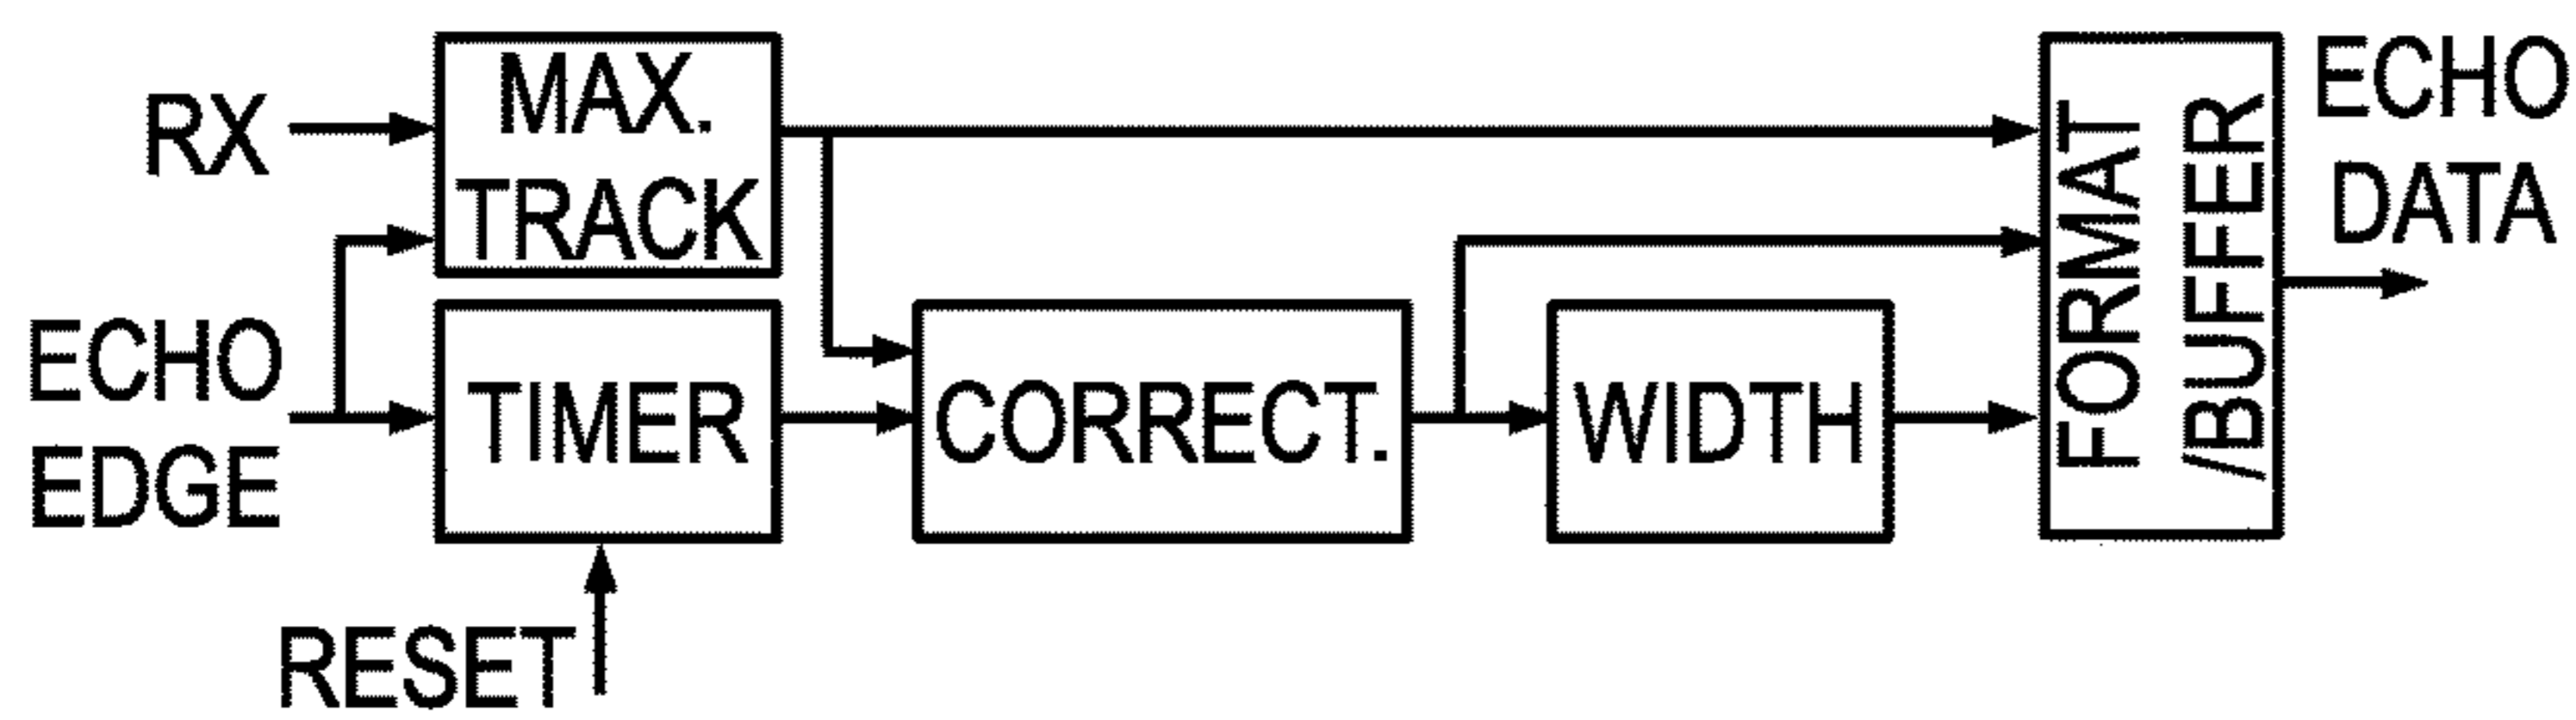 RX
MAX.
TRACK
ECHO
EDGE
TIMER
RESET
CORRECT.
WIDTH
FORMAT
/BUFFER
ECHO
DATA